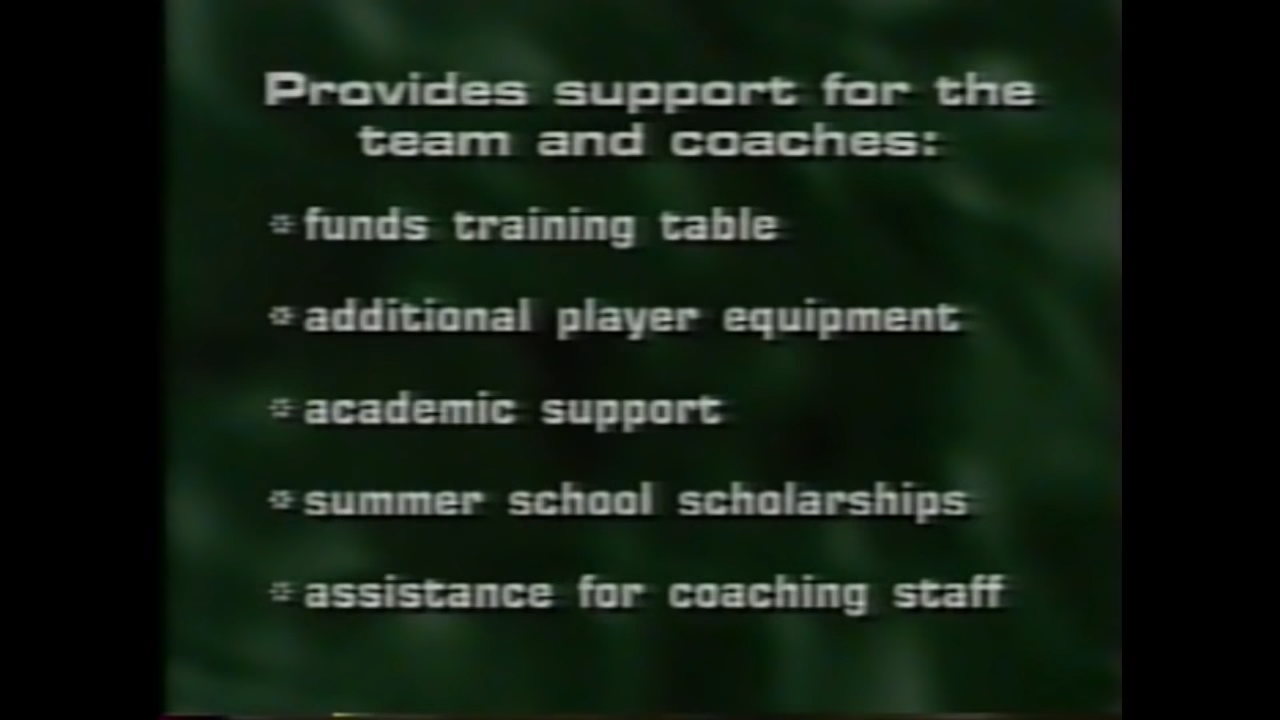 Provides support for the
team and coaches:
¤ funds training table
¤ additional player equipment
¤ academic support
¤ summer school scholarships
¤ assistance for coaching staff